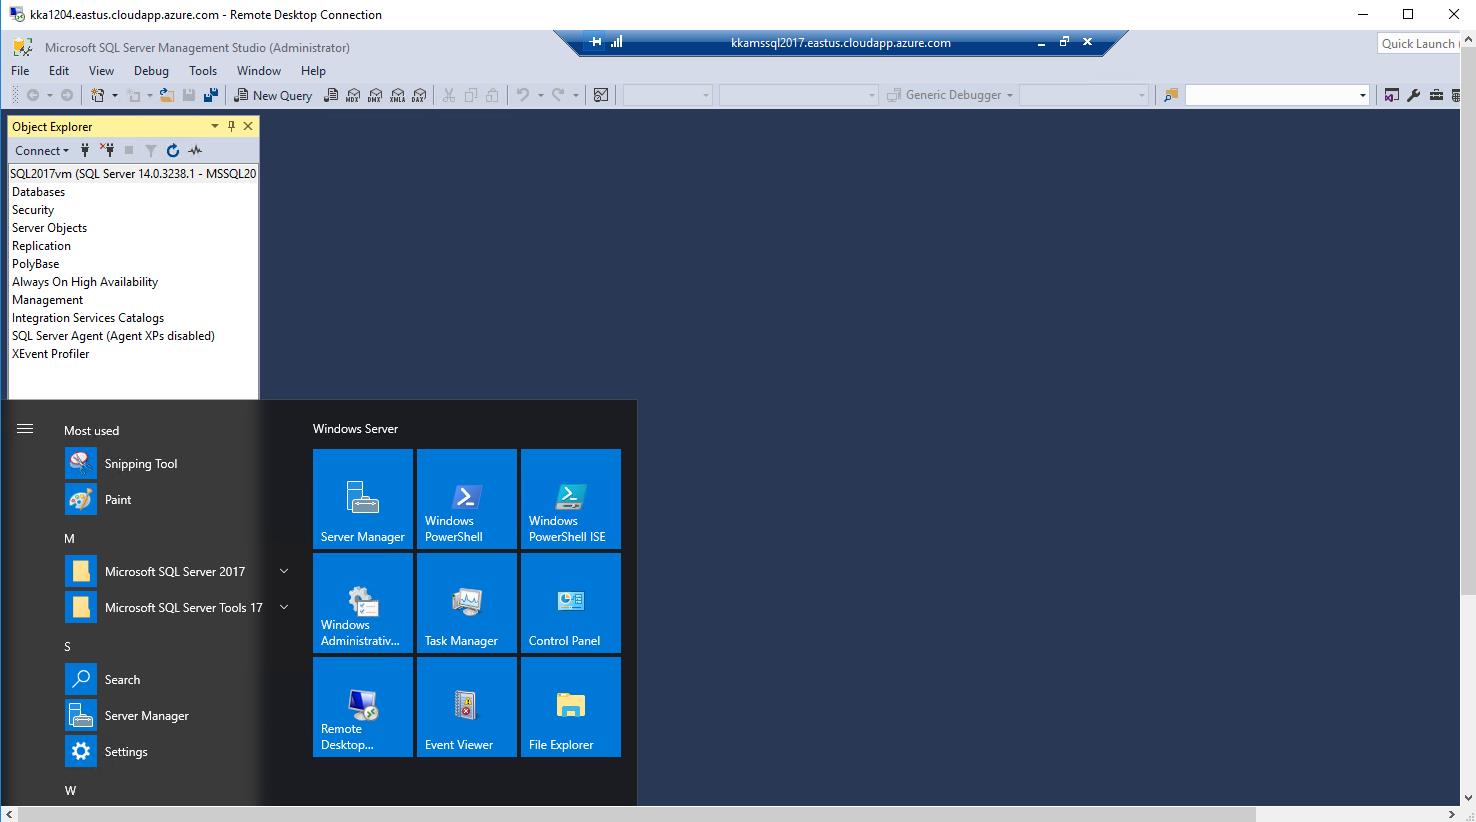 kka1204.eastus.cloudapp.azure.com - Remote Desktop Connection
Microsoft SQL Server Management Studio (Administrator)
kkamssql2017.eastus.cloudapp.azure.com
Quick Launch (
File Edit View Debug Tools Window Help
New Query MDX DMX XMLA DAX Generic Debugger
Object Explorer
Connect
SQL2017vm (SQL Server 14.0.3238.1 - MSSQL20
Databases
Security
Server Objects
Replication
PolyBase
Always On High Availability
Management
Integration Services Catalogs
SQL Server Agent (Agent XPs disabled)
XEvent Profiler
Most used
Snipping Tool
Paint
M
Microsoft SQL Server 2017
Microsoft SQL Server Tools 17
S
Search
Server Manager
Settings
W
Windows Server
Server Manager
Windows
PowerShell
Windows
PowerShell ISE
Windows
Administrativ...
Task Manager
Control Panel
Remote
Desktop...
Event Viewer
File Explorer